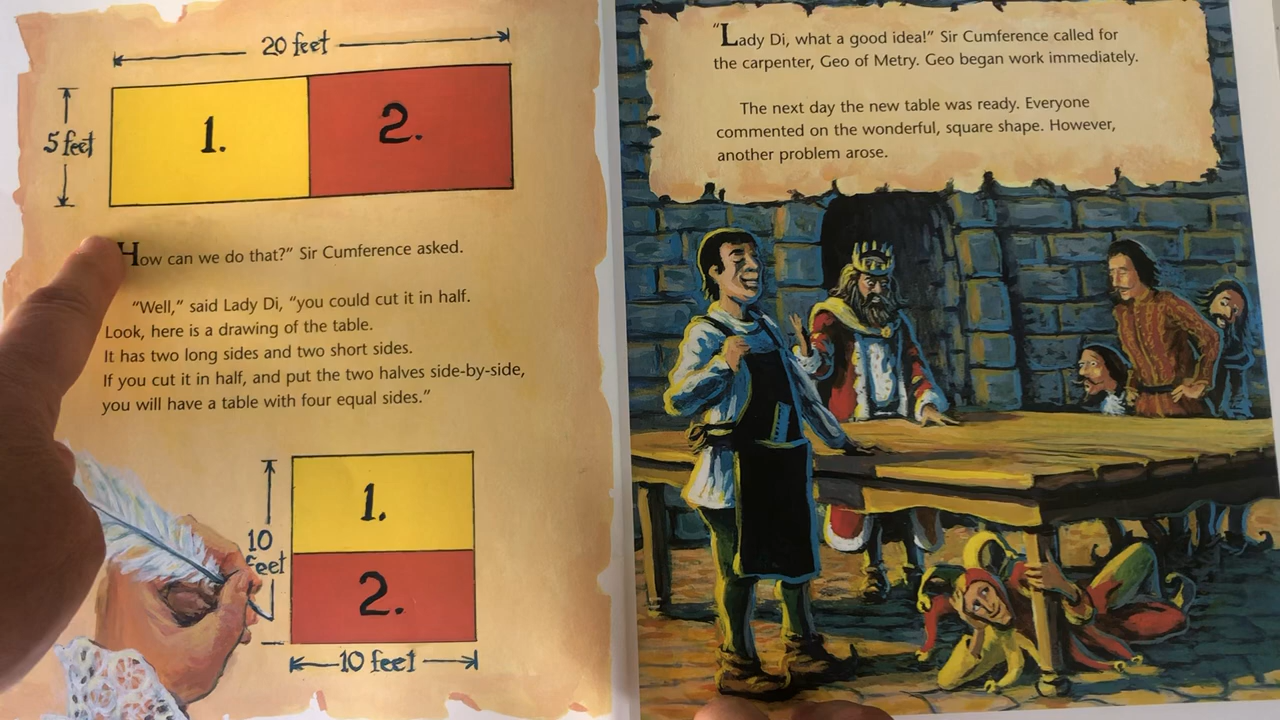 20 feet
5 feet
1.
2.
How can we do that?” Sir Cumference asked.
“Well,” said Lady Di, “you could cut it in half.
Look, here is a drawing of the table.
It has two long sides and two short sides.
If you cut it in half, and put the two halves side-by-side,
you will have a table with four equal sides.”
1.
10
feet
2.
10 feet
“Lady Di, what a good idea!” Sir Cumference called for
the carpenter, Geo of Metry. Geo began work immediately.
The next day the new table was ready. Everyone
commented on the wonderful, square shape. However,
another problem arose.